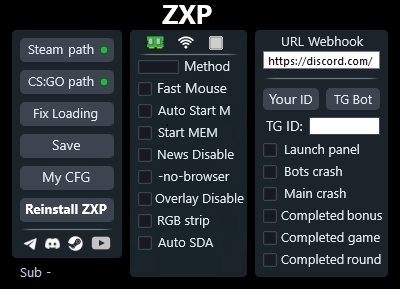 ZXP
Steam path
CS:GO path
Fix Loading
Save
My CFG
Reinstall ZXP
Sub -
Method
Fast Mouse
Auto Start M
Start MEM
News Disable
-no-browser
Overlay Disable
RGB strip
Auto SDA
URL Webhook
https://discord.com/
Your ID
TG Bot
TG ID:
Launch panel
Bots crash
Main crash
Completed bonus
Completed game
Completed round